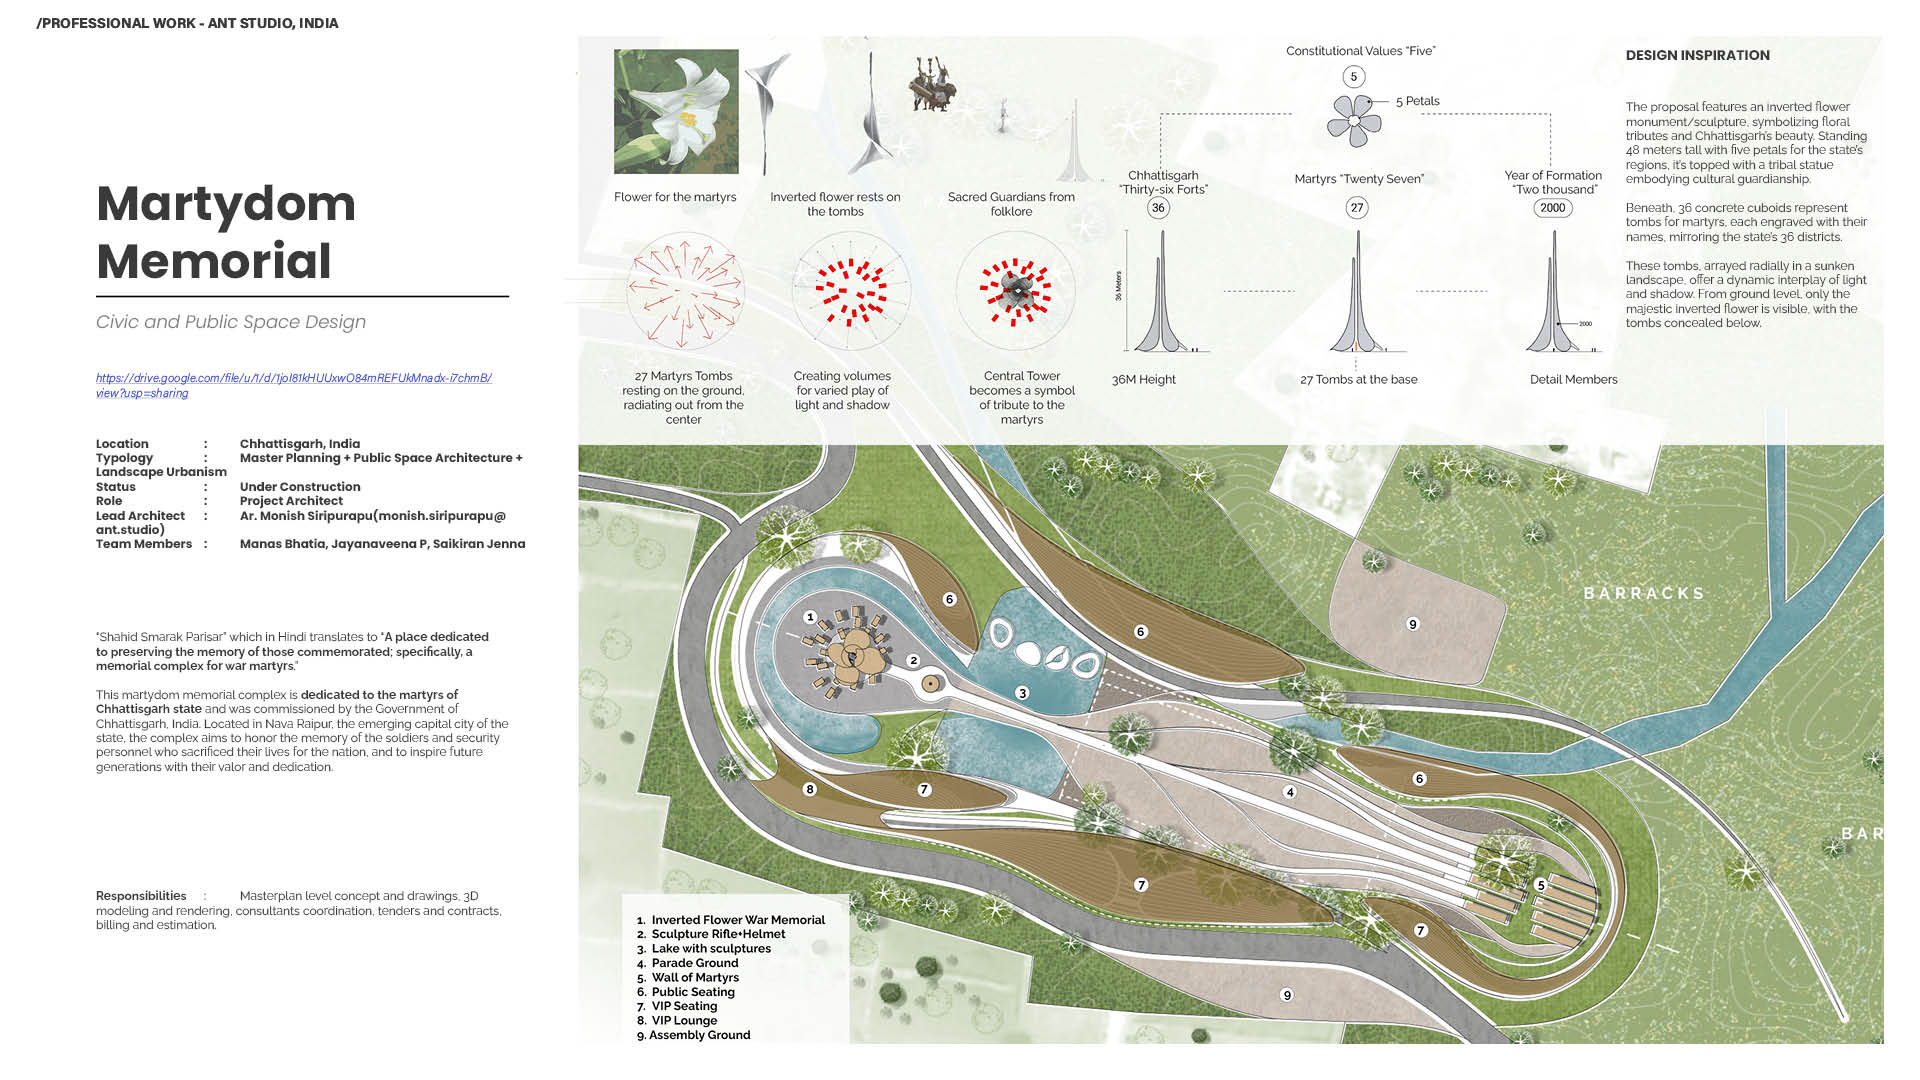 /PROFESSIONAL WORK - ANT STUDIO, INDIA
Martydom
Memorial
Civic and Public Space Design
https://drive.google.com/file/u/1/d/1joI81kHUUxwO84mREFUkMnadx-i7chmB/
view?usp=sharing
Location : Chhattisgarh, India
Typology : Master Planning + Public Space Architecture +
Landscape Urbanism
Status : Under Construction
Role : Project Architect
Lead Architect : Ar. Monish Siripurapu(monish.siripurapu@
ant.studio)
Team Members : Manas Bhatia, Jayanaveena P, Saikiran Jenna
"Shahid Smarak Parisar" which in Hindi translates to "A place dedicated
to preserving the memory of those commemorated; specifically, a
memorial complex for war martyrs."
This martydom memorial complex is dedicated to the martyrs of
Chhattisgarh state and was commissioned by the Government of
Chhattisgarh, India. Located in Nava Raipur, the emerging capital city of the
state, the complex aims to honor the memory of the soldiers and security
personnel who sacrificed their lives for the nation, and to inspire future
generations with their valor and dedication.
Responsibilities : Masterplan level concept and drawings, 3D
modeling and rendering, consultants coordination, tenders and contracts,
billing and estimation.
Flower for the martyrs
Inverted flower rests on
the tombs
Sacred Guardians from
folklore
27 Martyrs Tombs
resting on the ground,
radiating out from the
center
Creating volumes
for varied play of
light and shadow
Central Tower
becomes a symbol
of tribute to the
martyrs
Constitutional Values "Five"
5
5 Petals
Chhattisgarh
"Thirty-six Forts"
36
Martyrs "Twenty Seven"
27
Year of Formation
"Two thousand"
2000
36 Meters
2000
36M Height
27 Tombs at the base
Detail Members
DESIGN INSPIRATION
The proposal features an inverted flower
monument/sculpture, symbolizing floral
tributes and Chhattisgarh's beauty. Standing
48 meters tall with five petals for the state's
regions, it's topped with a tribal statue
embodying cultural guardianship.
Beneath, 36 concrete cuboids represent
tombs for martyrs, each engraved with their
names, mirroring the state's 36 districts.
These tombs, arrayed radially in a sunken
landscape, offer a dynamic interplay of light
and shadow. From ground level, only the
majestic inverted flower is visible, with the
tombs concealed below.
BARRACKS
BAR
1
2
3
4
5
6
6
6
7
7
7
8
9
9
1. Inverted Flower War Memorial
2. Sculpture Rifle+Helmet
3. Lake with sculptures
4. Parade Ground
5. Wall of Martyrs
6. Public Seating
7. VIP Seating
8. VIP Lounge
9. Assembly Ground